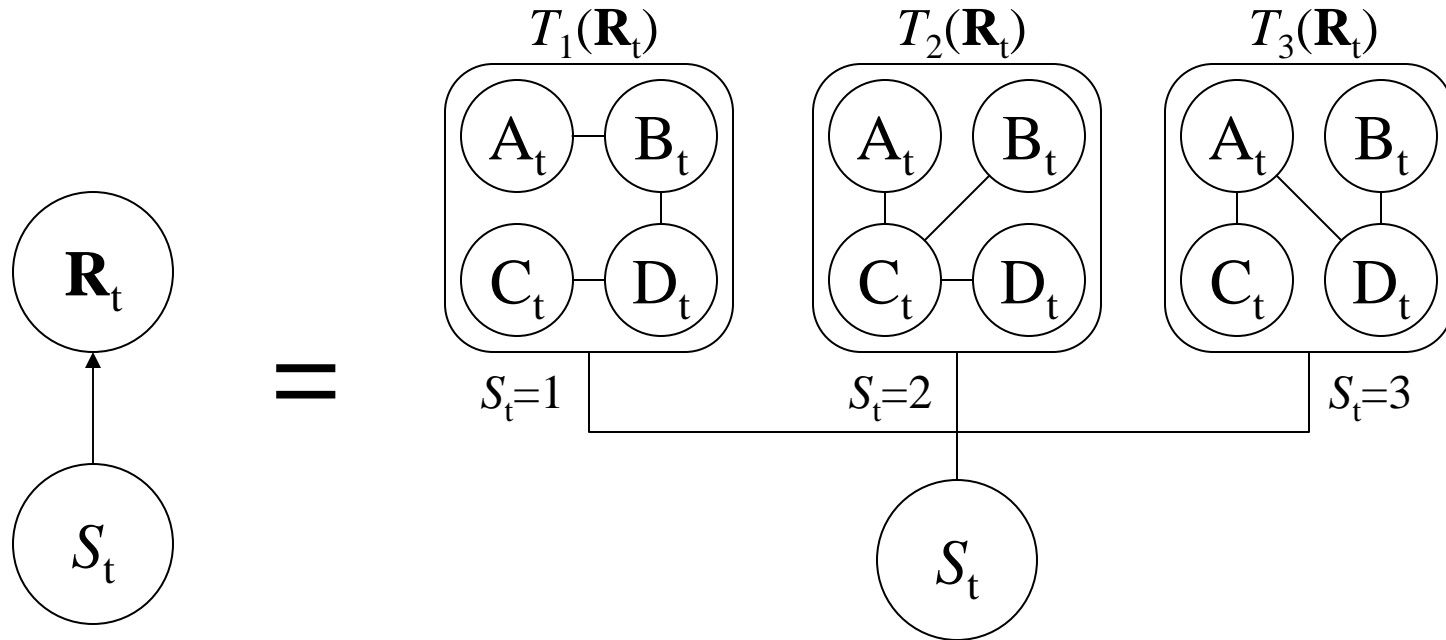 T₁(𝐑ₜ) T₂(𝐑ₜ) T₃(𝐑ₜ)
Aₜ Bₜ Aₜ Bₜ Aₜ Bₜ
𝐑ₜ
Cₜ Dₜ Cₜ Dₜ Cₜ Dₜ
=
Sₜ=1 Sₜ=2 Sₜ=3
Sₜ
Sₜ